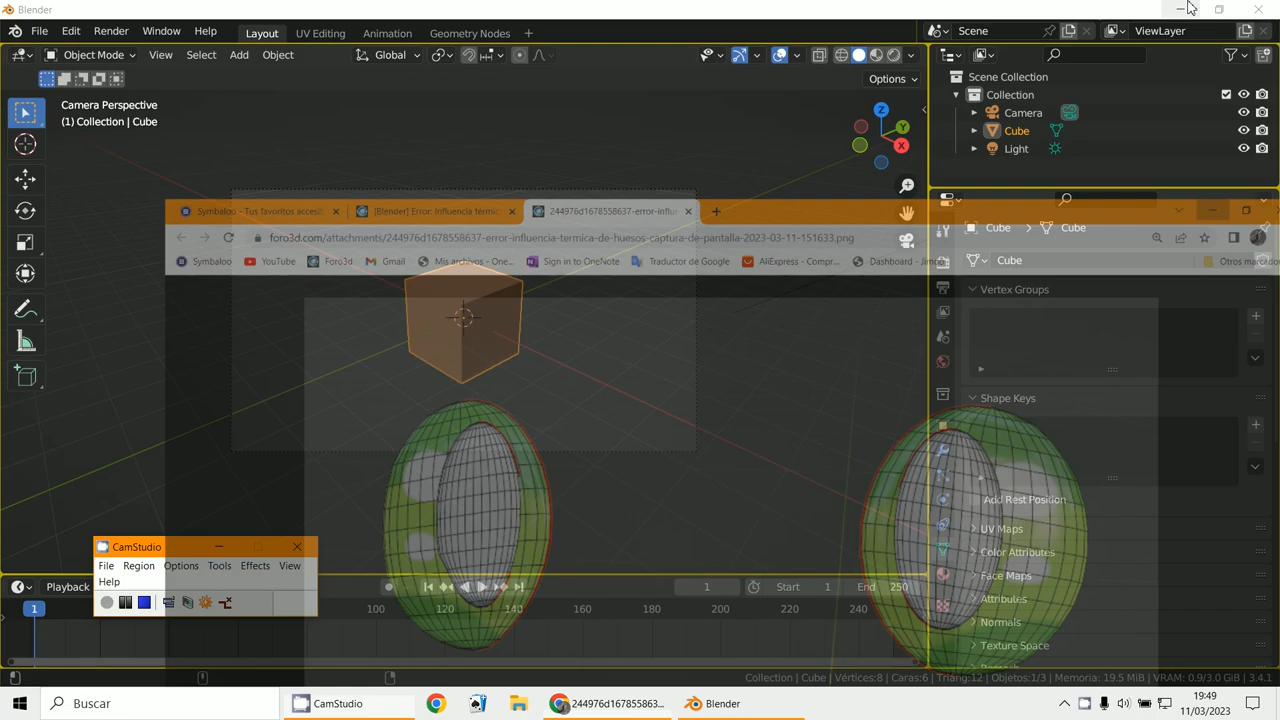 Blender
File Edit Render Window Help Layout UV Editing Animation Geometry Nodes Scene ViewLayer
Object Mode View Select Add Object Global
Options
Camera Perspective
(1) Collection | Cube
Z
Y
X
Scene Collection
Collection
Camera
Cube
Light
Symbaloo - Tus favoritos accesib [Blender] Error: Influencia térmic 244976d1678558637-error-influ
foro3d.com/attachments/244976d1678558637-error-influencia-termica-de-huesos-captura-de-pantalla-2023-03-11-151633.png
Symbaloo YouTube Foro3d Gmail Mis archivos - One... Sign in to OneNote Traductor de Google AliExpress - Compr... Dashboard - Jimdo Otros marcador
Cube Cube
Cube
Vertex Groups
Shape Keys
Add Rest Position
UV Maps
Color Attributes
Face Maps
Attributes
Normals
Texture Space
CamStudio
File Region Options Tools Effects View
Help
Playback 1 Start 1 End 250
1 100 120 140 160 180 200 220 240
Collection | Cube | Vértices:8 | Caras:6 | Triáng:12 | Objetos:1/3 | Memoria: 19.5 MiB | VRAM: 0.9/3.0 GiB | 3.4.1
Buscar CamStudio 244976d167855863... Blender
19:49
11/03/2023